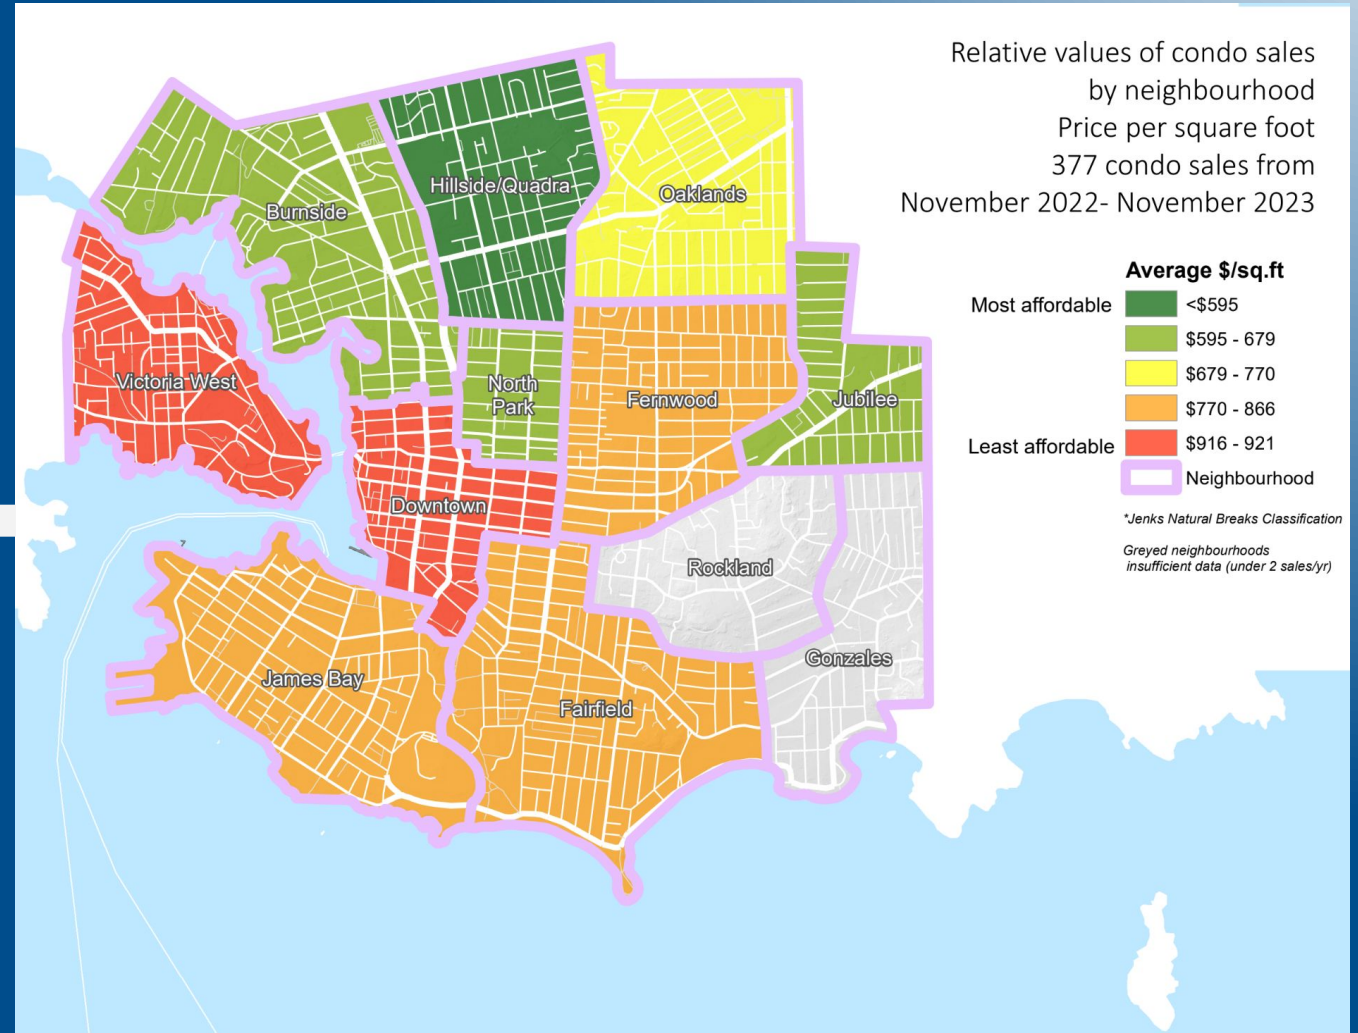 Relative values of condo sales
by neighbourhood
Price per square foot
377 condo sales from
November 2022- November 2023
Average $/sq.ft
Most affordable <$595
$595 - 679
$679 - 770
$770 - 866
Least affordable $916 - 921
Neighbourhood
*Jenks Natural Breaks Classification
Greyed neighbourhoods
insufficient data (under 2 sales/yr)
Hillside/Quadra
Oaklands
Burnside
Victoria West
North
Park
Fernwood
Jubilee
Downtown
Rockland
Gonzales
James Bay
Fairfield